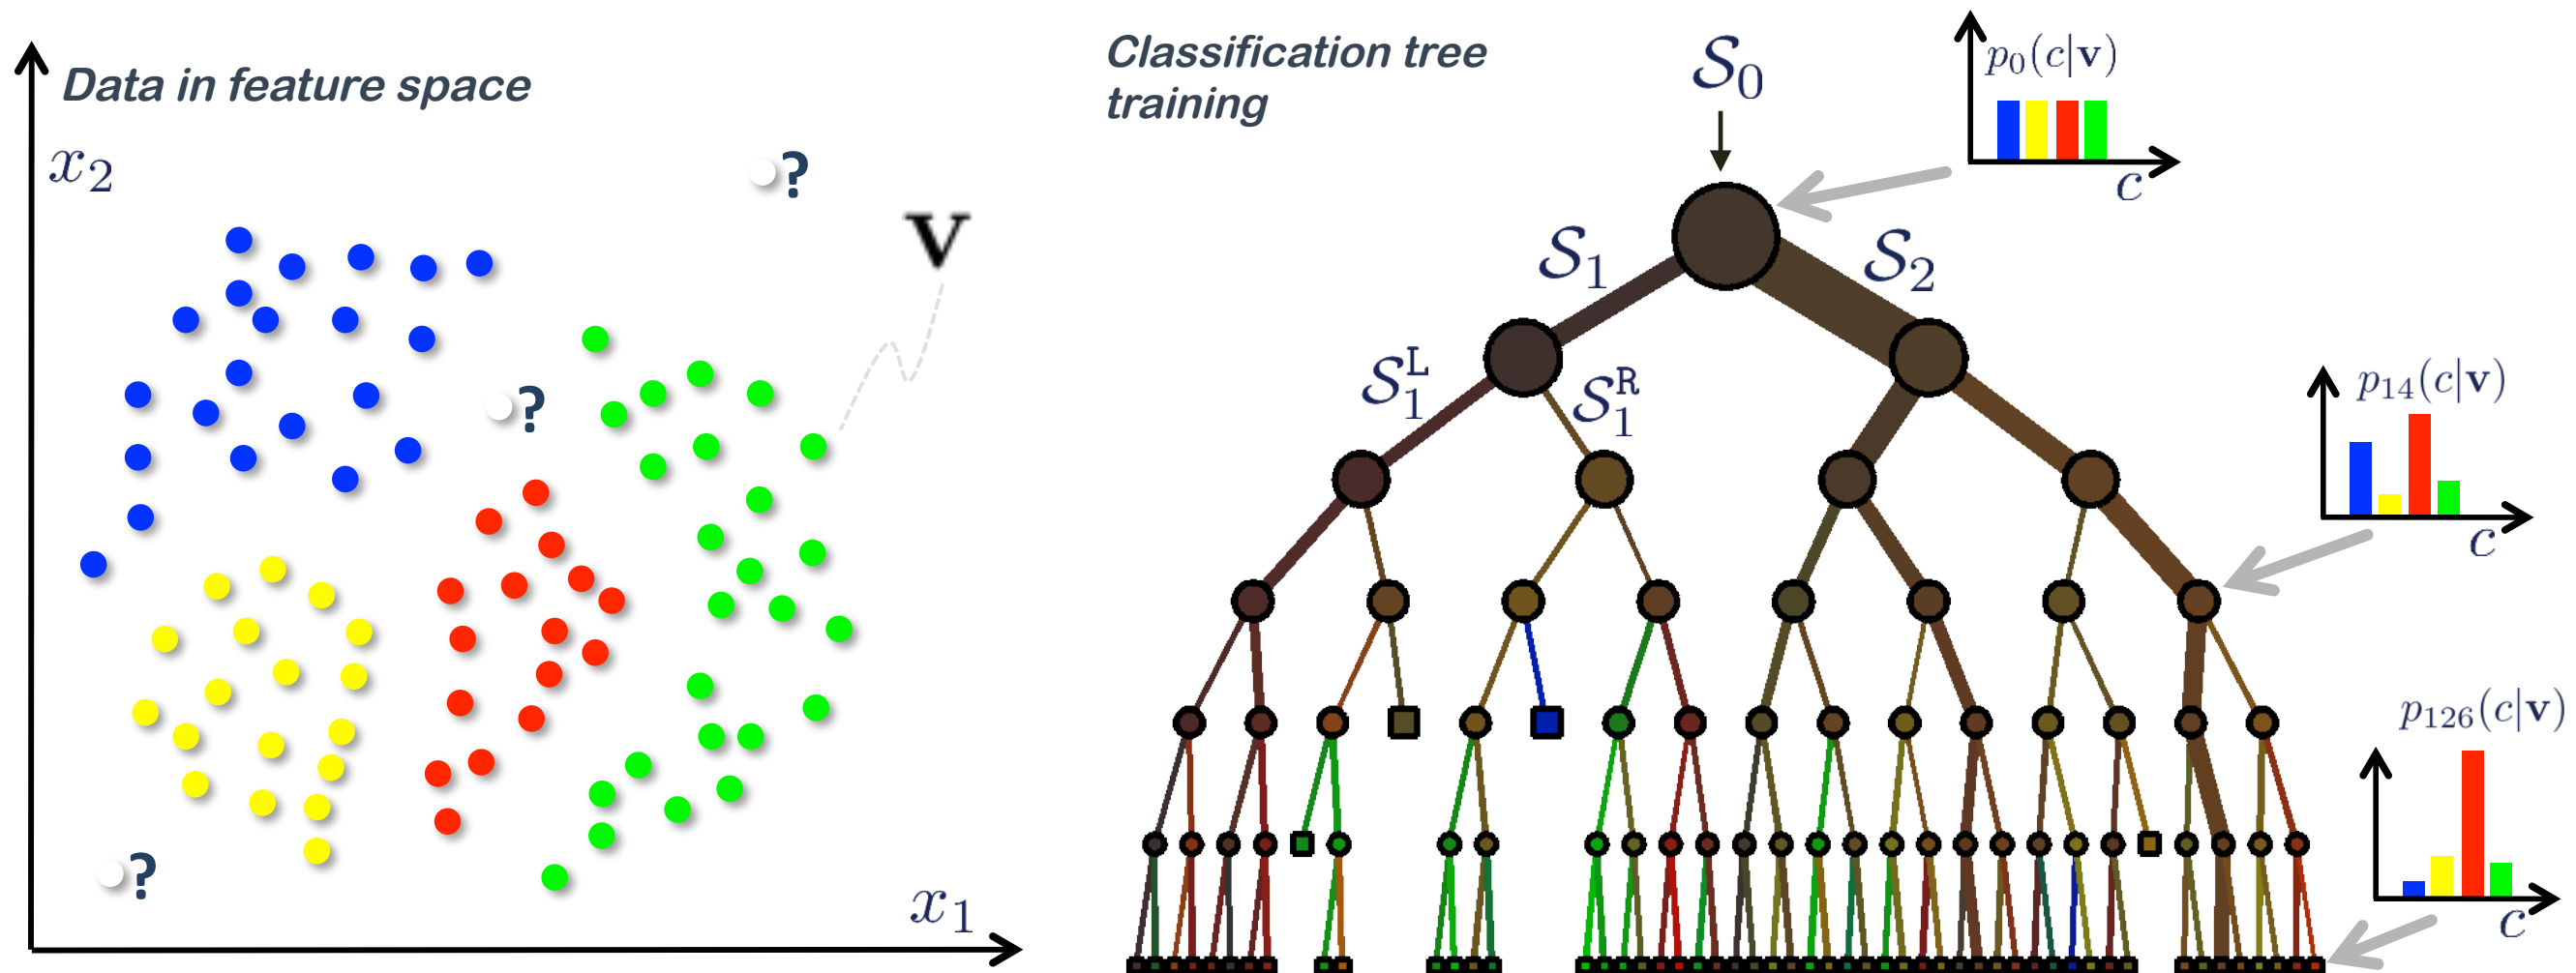 Data in feature space
x₂
?
v
?
?
x₁
Classification tree
training
𝒮₀
p₀(c|v)
c
𝒮₁
𝒮₂
𝒮₁ᴸ
𝒮₁ᴿ
p₁₄(c|v)
c
p₁₂₆(c|v)
c